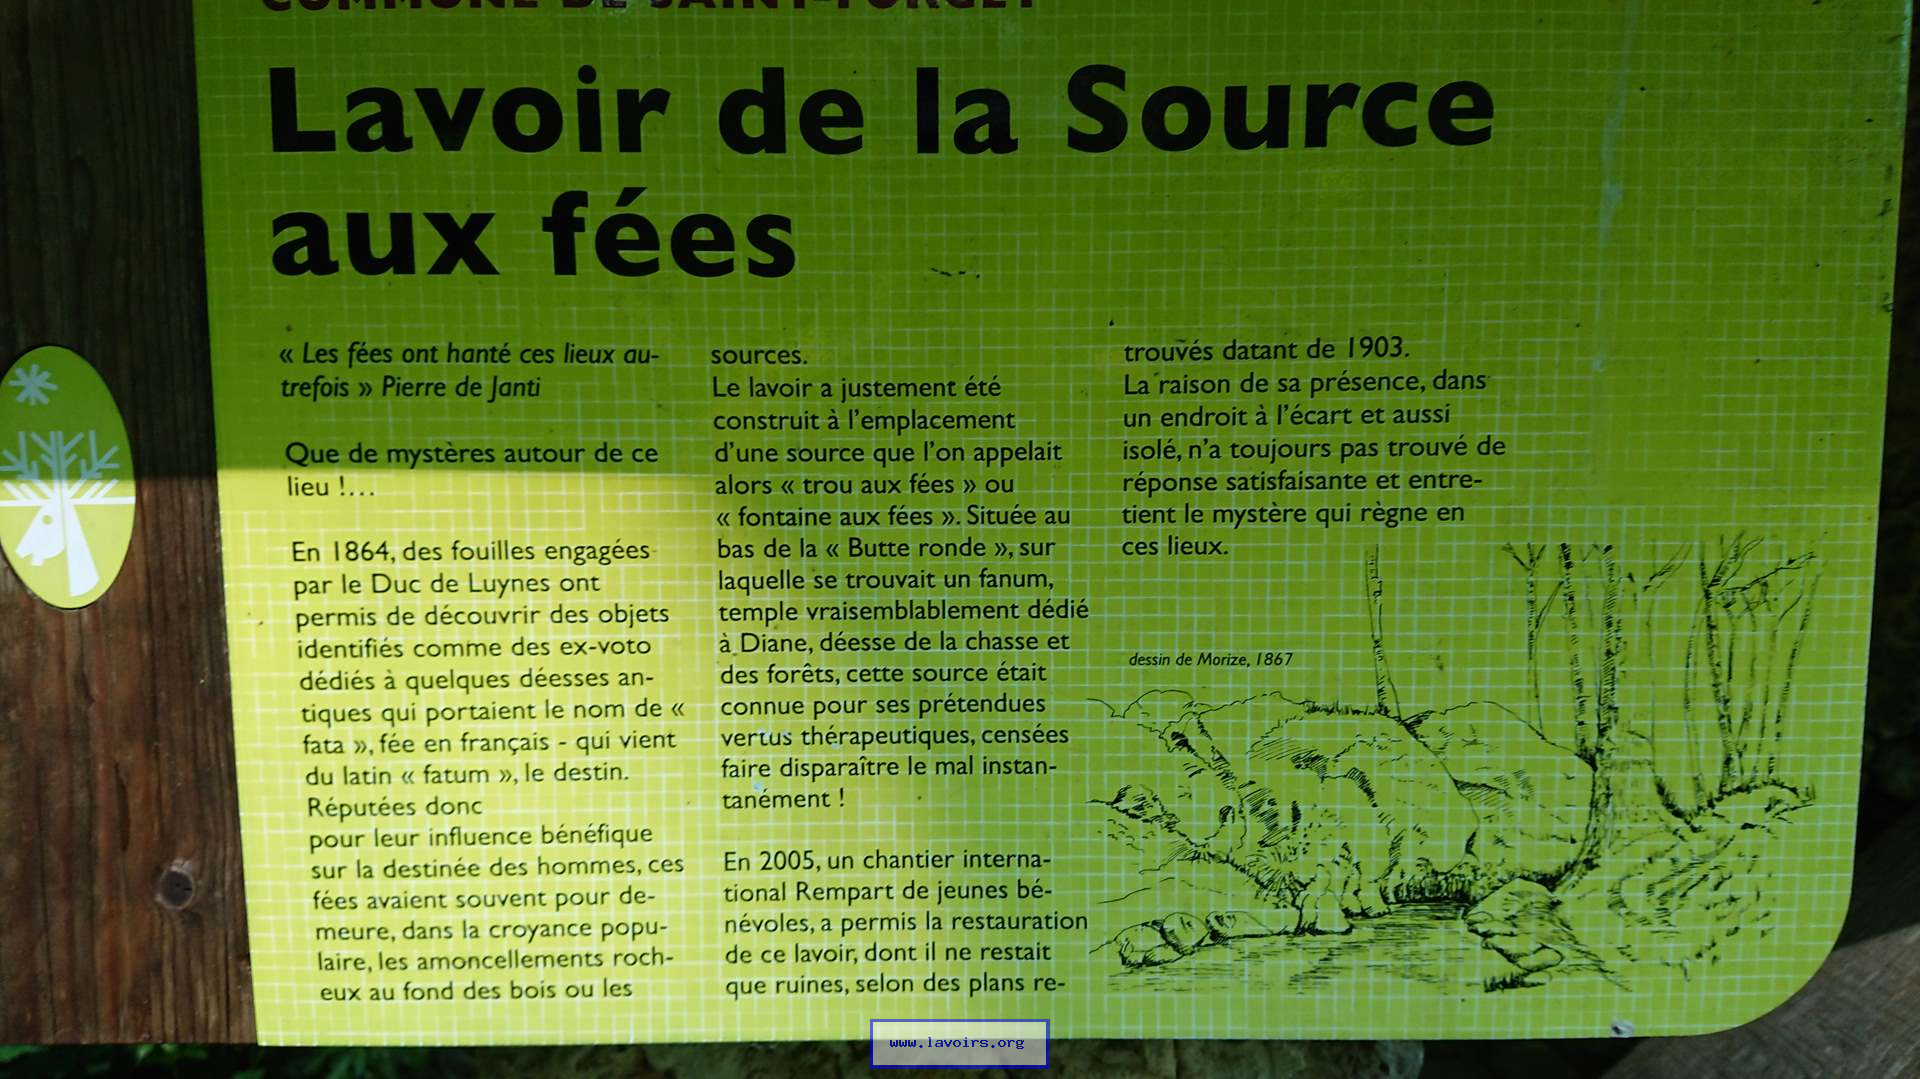 COMMUNE DE SAINT-FORGET
Lavoir de la Source
aux fées
« Les fées ont hanté ces lieux au-
trefois » Pierre de Janti
Que de mystères autour de ce
lieu !...
En 1864, des fouilles engagées
par le Duc de Luynes ont
permis de découvrir des objets
identifiés comme des ex-voto
dédiés à quelques déesses an-
tiques qui portaient le nom de «
fata », fée en français - qui vient
du latin « fatum », le destin.
Réputées donc
pour leur influence bénéfique
sur la destinée des hommes, ces
fées avaient souvent pour de-
meure, dans la croyance popu-
laire, les amoncellements roch-
eux au fond des bois ou les
sources.
Le lavoir a justement été
construit à l'emplacement
d'une source que l'on appelait
alors « trou aux fées » ou
« fontaine aux fées ». Située au
bas de la « Butte ronde », sur
laquelle se trouvait un fanum,
temple vraisemblablement dédié
à Diane, déesse de la chasse et
des forêts, cette source était
connue pour ses prétendues
vertus thérapeutiques, censées
faire disparaître le mal instan-
tanément !
En 2005, un chantier interna-
tional Rempart de jeunes bé-
névoles, a permis la restauration
de ce lavoir, dont il ne restait
que ruines, selon des plans re-
trouvés datant de 1903.
La raison de sa présence, dans
un endroit à l'écart et aussi
isolé, n'a toujours pas trouvé de
réponse satisfaisante et entre-
tient le mystère qui règne en
ces lieux.
dessin de Morize, 1867
www.lavoirs.org